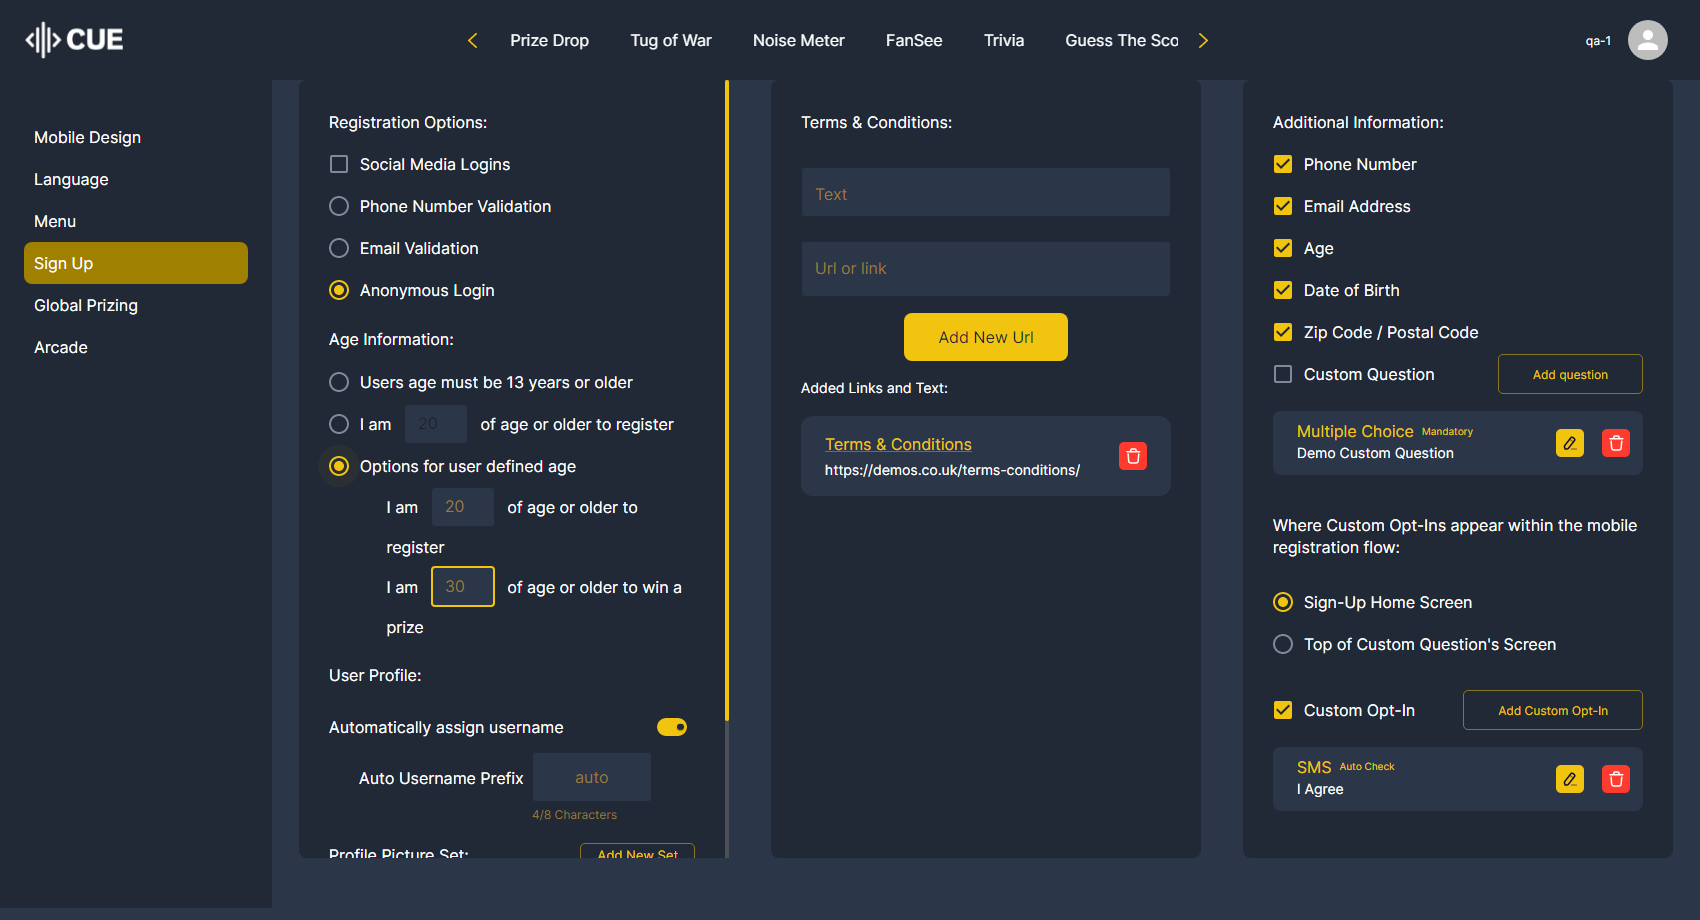 CUE
Prize Drop
Tug of War
Noise Meter
FanSee
Trivia
Guess The Sco
qa-1
Mobile Design
Language
Menu
Sign Up
Global Prizing
Arcade
Registration Options:
Social Media Logins
Phone Number Validation
Email Validation
Anonymous Login
Age Information:
Users age must be 13 years or older
I am 20 of age or older to register
Options for user defined age
I am 20 of age or older to
register
I am 30 of age or older to win a
prize
User Profile:
Automatically assign username
Auto Username Prefix auto
4/8 Characters
Profile Picture Set: Add New Set
Terms & Conditions:
Text
Url or link
Add New Url
Added Links and Text:
Terms & Conditions
https://demos.co.uk/terms-conditions/
Additional Information:
Phone Number
Email Address
Age
Date of Birth
Zip Code / Postal Code
Custom Question Add question
Multiple Choice Mandatory
Demo Custom Question
Where Custom Opt-Ins appear within the mobile
registration flow:
Sign-Up Home Screen
Top of Custom Question's Screen
Custom Opt-In Add Custom Opt-In
SMS Auto Check
I Agree